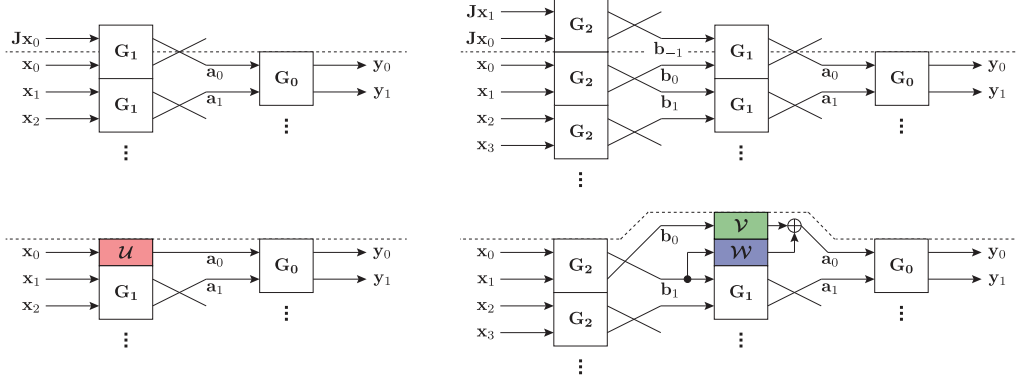 Jx₀
x₀
x₁
x₂
G₁
G₁
a₀
a₁
G₀
y₀
y₁
Jx₁
Jx₀
x₀
x₁
x₂
x₃
G₂
G₂
G₂
b₋₁
b₀
b₁
G₁
G₁
a₀
a₁
G₀
y₀
y₁
x₀
x₁
x₂
𝒰
G₁
a₀
a₁
G₀
y₀
y₁
x₀
x₁
x₂
x₃
G₂
G₂
b₀
b₁
𝒱
𝒲
G₁
a₀
a₁
G₀
y₀
y₁